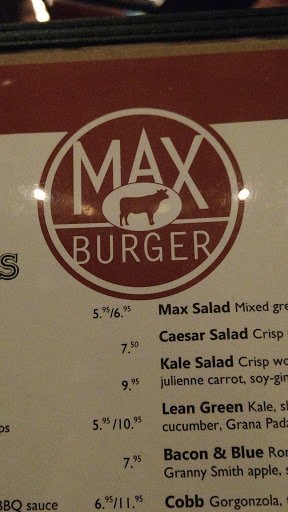 MAX
BURGER
S
5.95/6.95
Max Salad Mixed gre
7.50
Caesar Salad Crisp
Kale Salad Crisp wo
9.95
julienne carrot, soy-gin
Lean Green Kale, sh
ps
5.95/10.95
cucumber, Grana Pada
Bacon & Blue Rom
7.95
Granny Smith apple, s
BBQ sauce
6.95/11.95
Cobb Gorgonzola, t